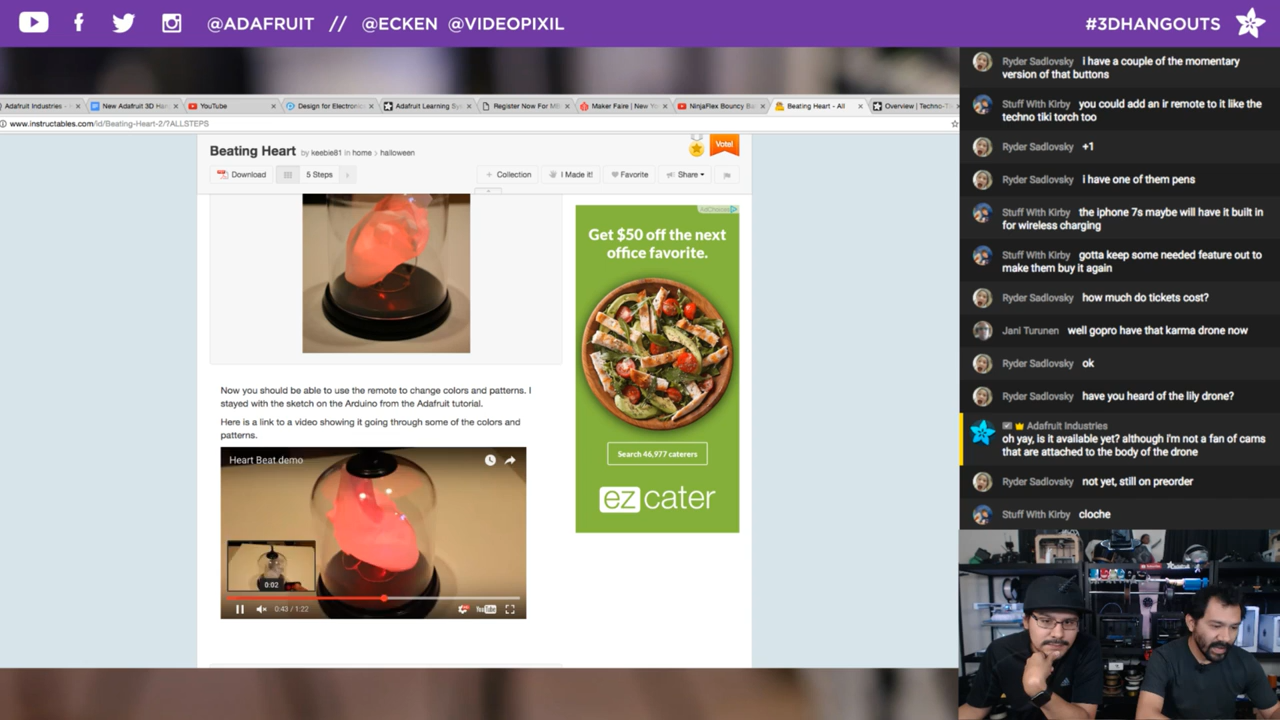 @ADAFRUIT // @ECKEN @VIDEOPIXIL
#3DHANGOUTS
Adafruit Industries -
New Adafruit 3D Han
YouTube
Design for Electronic
Adafruit Learning Sys
Register Now For M
Maker Faire | New Yo
NinjaFlex Bouncy Ba
Beating Heart - All
Overview | Techno-T
www.instructables.com/id/Beating-Heart-2/?ALLSTEPS
Beating Heart by keebie81 in home > halloween
Vote!
Download
5 Steps
+ Collection
I Made it!
Favorite
Share
AdChoices
Get $50 off the next
office favorite.
Search 46,977 caterers
ez cater
Now you should be able to use the remote to change colors and patterns. I
stayed with the sketch on the Arduino from the Adafruit tutorial.
Here is a link to a video showing it going through some of the colors and
patterns.
Heart Beat demo
0:02
0:43 / 1:22
YouTube
Ryder Sadlovsky i have a couple of the momentary
version of that buttons
Stuff With Kirby you could add an ir remote to it like the
techno tiki torch too
Ryder Sadlovsky +1
Ryder Sadlovsky i have one of them pens
Stuff With Kirby the iphone 7s maybe will have it built in
for wireless charging
Stuff With Kirby gotta keep some needed feature out to
make them buy it again
Ryder Sadlovsky how much do tickets cost?
Jani Turunen well gopro have that karma drone now
Ryder Sadlovsky ok
Ryder Sadlovsky have you heard of the lily drone?
Adafruit Industries
oh yay, is it available yet? although i'm not a fan of cams
that are attached to the body of the drone
Ryder Sadlovsky not yet, still on preorder
Stuff With Kirby cloche